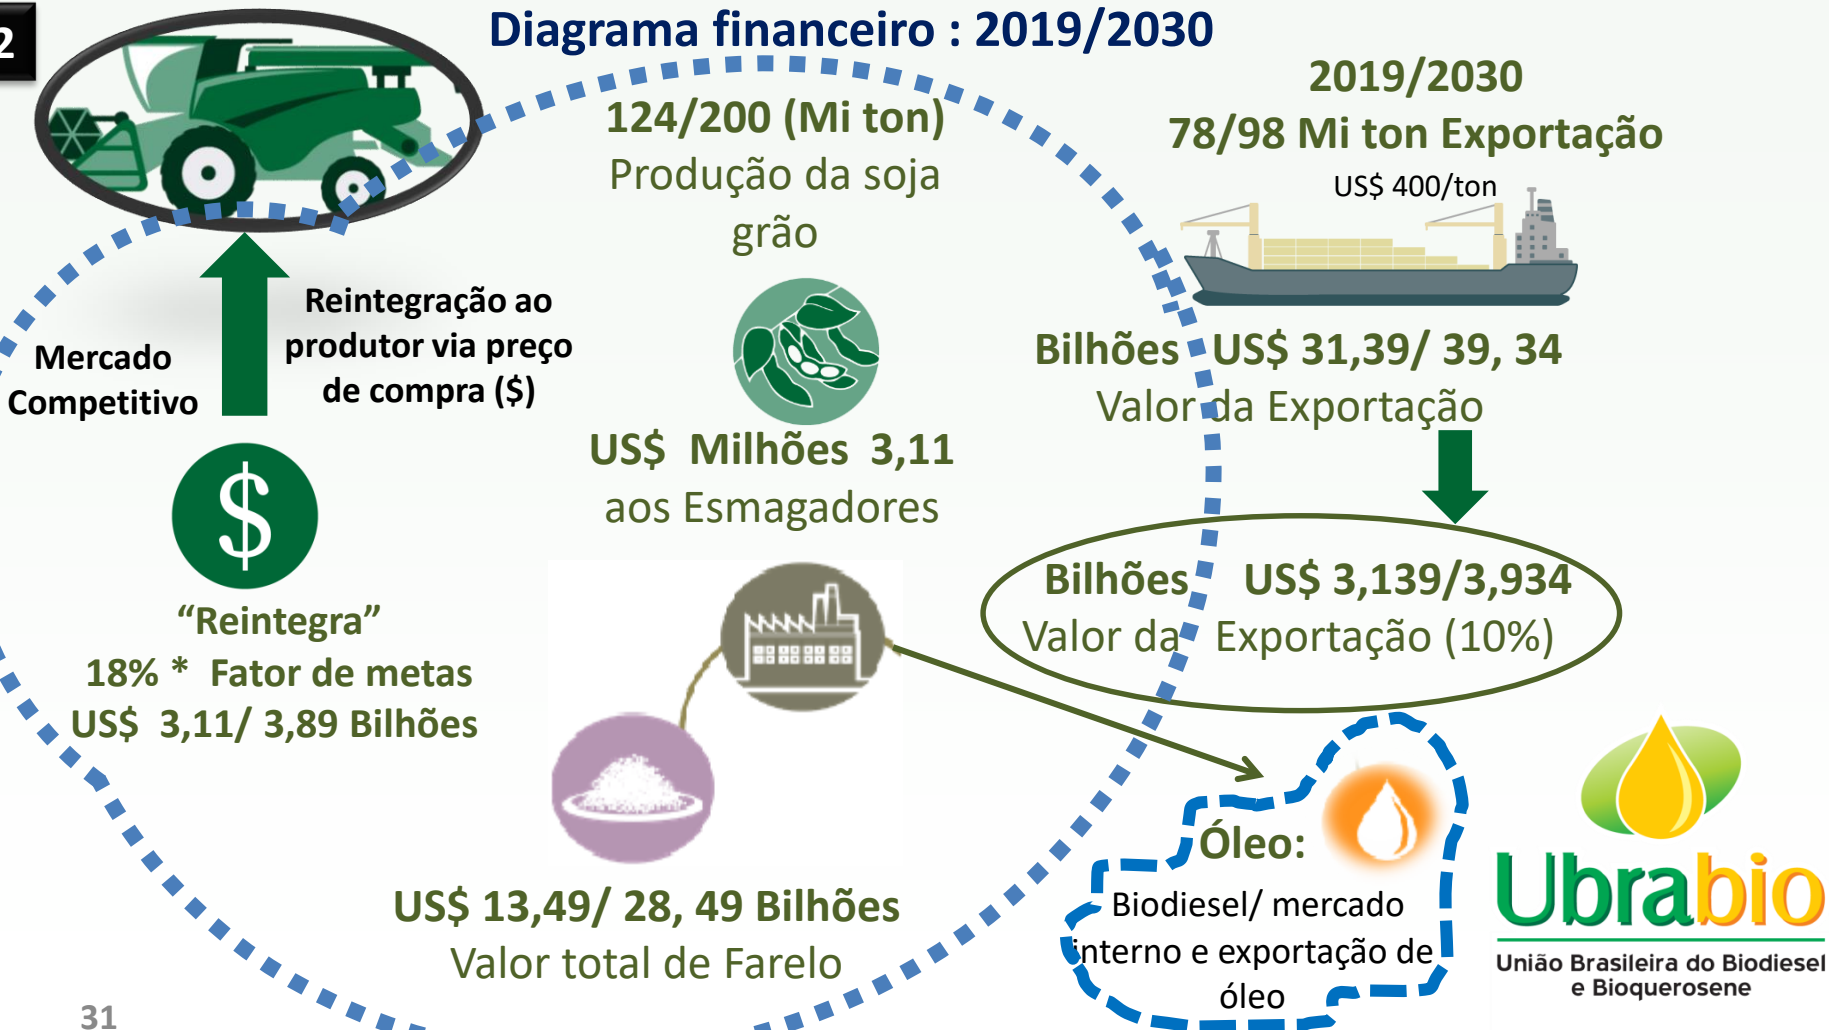 2
Diagrama financeiro : 2019/2030
124/200 (Mi ton)
Produção da soja
grão
2019/2030
78/98 Mi ton Exportação
US$ 400/ton
Reintegração ao
produtor via preço
de compra ($)
Mercado
Competitivo
Bilhões US$ 31,39/ 39, 34
Valor da Exportação
US$ Milhões 3,11
aos Esmagadores
$
Bilhões US$ 3,139/3,934
Valor da Exportação (10%)
“Reintegra”
18% * Fator de metas
US$ 3,11/ 3,89 Bilhões
US$ 13,49/ 28, 49 Bilhões
Valor total de Farelo
Óleo:
Biodiesel/ mercado
interno e exportação de
óleo
Ubrabio
União Brasileira do Biodiesel
e Bioquerosene
31